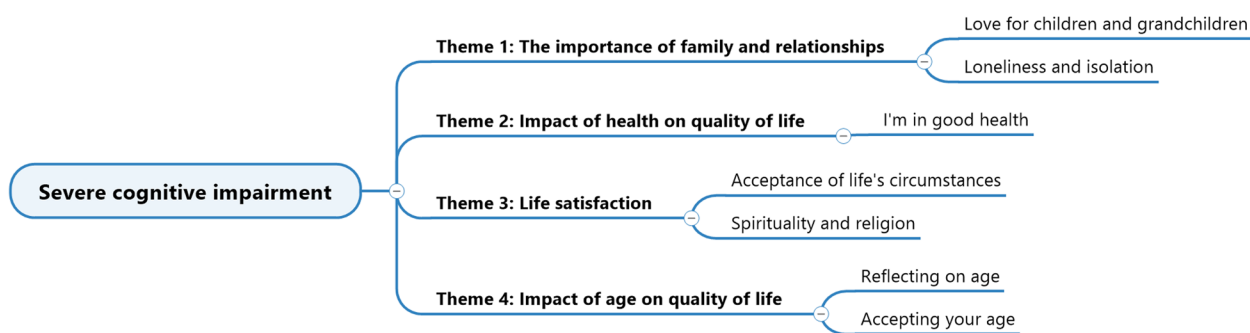 Severe cognitive impairment
Theme 1: The importance of family and relationships
Love for children and grandchildren
Loneliness and isolation
Theme 2: Impact of health on quality of life
I'm in good health
Theme 3: Life satisfaction
Acceptance of life's circumstances
Spirituality and religion
Theme 4: Impact of age on quality of life
Reflecting on age
Accepting your age